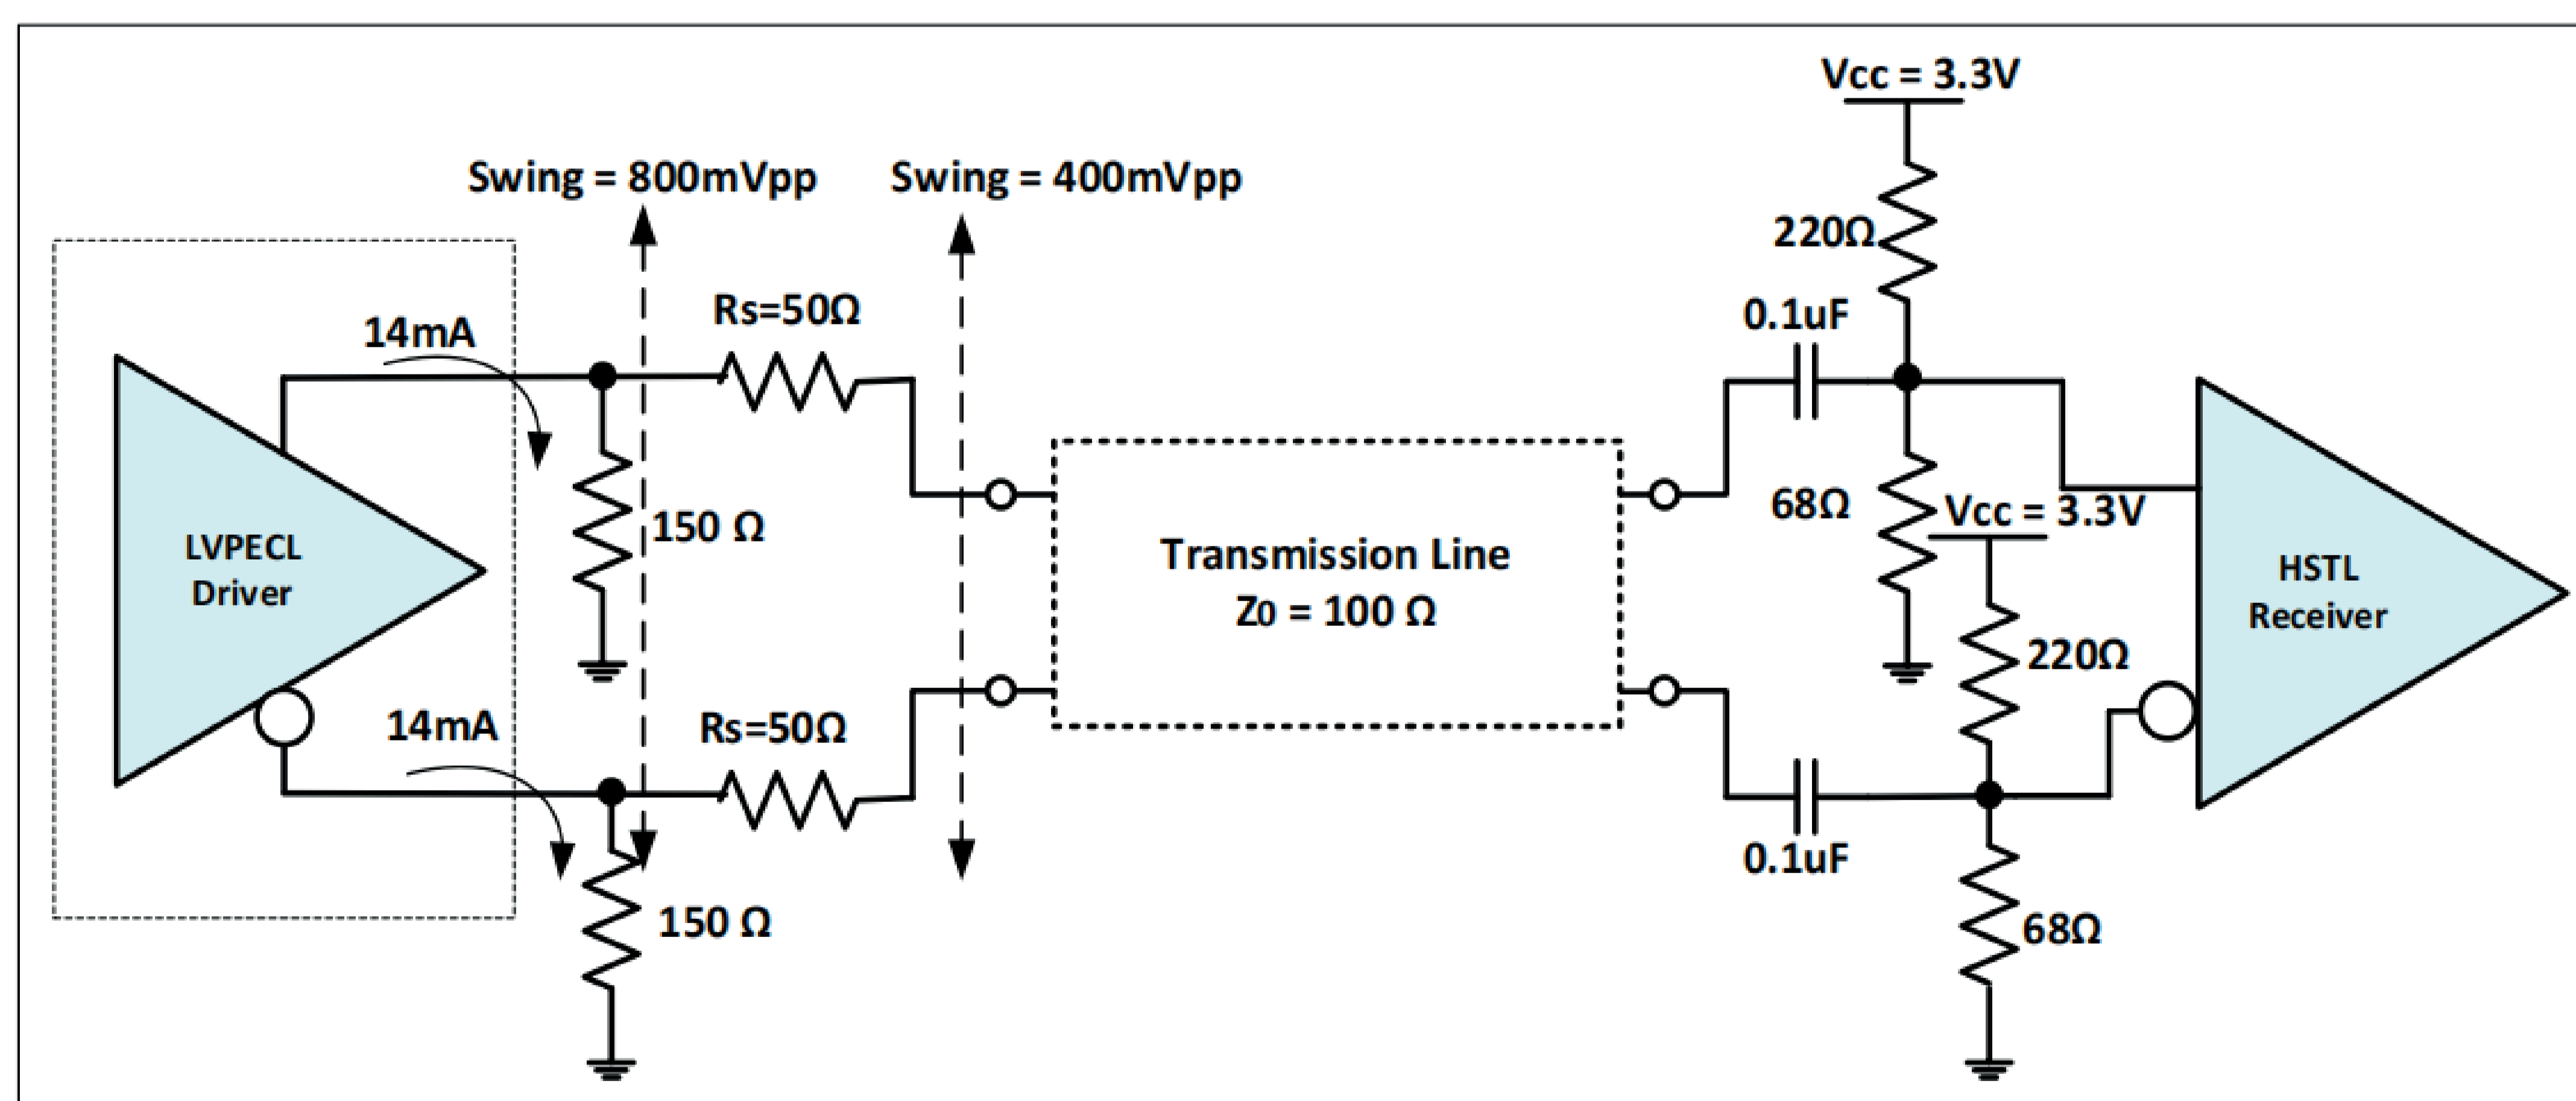 Vcc = 3.3V
Swing = 800mVpp
Swing = 400mVpp
220Ω
Rs=50Ω
0.1uF
14mA
150 Ω
68Ω
Vcc = 3.3V
LVPECL
Driver
Transmission Line
Z0 = 100 Ω
HSTL
Receiver
220Ω
14mA
Rs=50Ω
0.1uF
150 Ω
68Ω